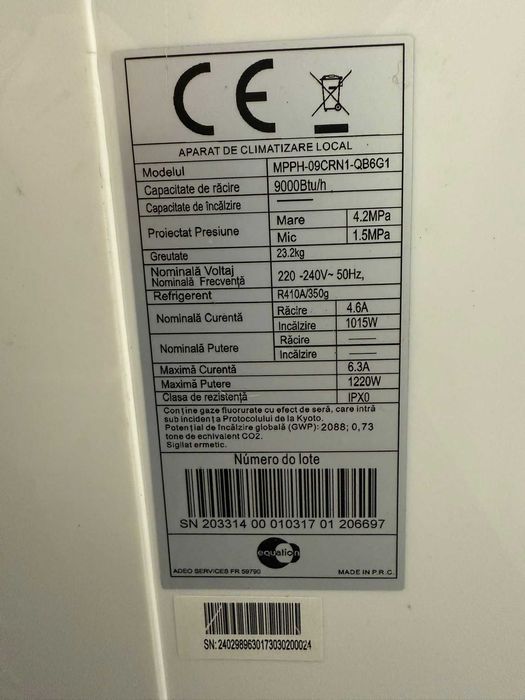 CE
APARAT DE CLIMATIZARE LOCAL
Modelul MPPH-09CRN1-QB6G1
Capacitate de răcire 9000Btu/h
Capacitate de încălzire ——
Proiectat Presiune Mare 4.2MPa
Mic 1.5MPa
Greutate 23.2kg
Nominală Voltaj
Nominală Frecvență 220 -240V~ 50Hz,
Refrigerent R410A/350g
Nominală Curentă Răcire 4.6A
Incălzire 1015W
Nominală Putere Răcire ——
Incălzire ——
Maximă Curentă 6.3A
Maximă Putere 1220W
Clasa de rezistență IPX0
Conține gaze fluorurate cu efect de seră, care intră
sub incidența Protocolului de la Kyoto.
Potențial de încălzire globală (GWP): 2088; 0,73
tone de echivalent CO2.
Sigilat ermetic.
Número do lote
SN 203314 00 010317 01 206697
equation
ADEO SERVICES FR 59790 MADE IN P.R.C.
SN: 2402989630173030200024